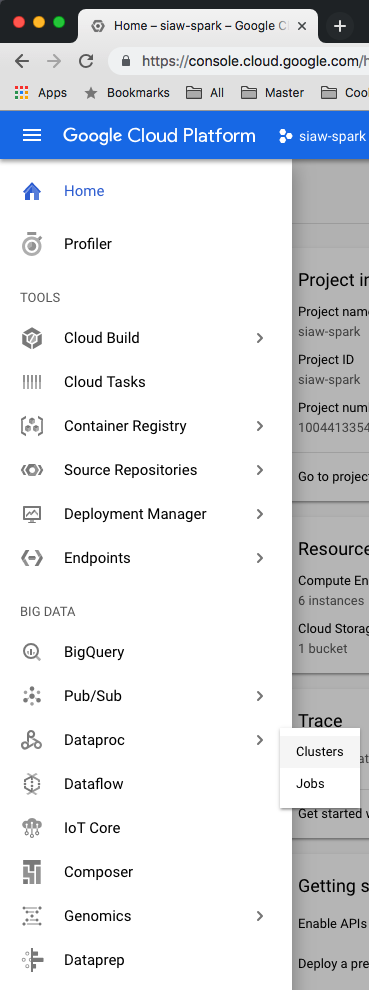 Home – siaw-spark – Google Cl
https://console.cloud.google.com/h
Apps
Bookmarks
All
Master
Coo
Google Cloud Platform
siaw-spark
Home
Profiler
TOOLS
Cloud Build
Cloud Tasks
Container Registry
Source Repositories
Deployment Manager
Endpoints
BIG DATA
BigQuery
Pub/Sub
Dataproc
Dataflow
IoT Core
Composer
Genomics
Dataprep
Clusters
Jobs
Project in
Project name
siaw-spark
Project ID
siaw-spark
Project num
1004413354
Go to project
Resource
Compute En
6 instances
Cloud Storag
1 bucket
Trace
Get started w
Getting s
Enable APIs
Deploy a pre